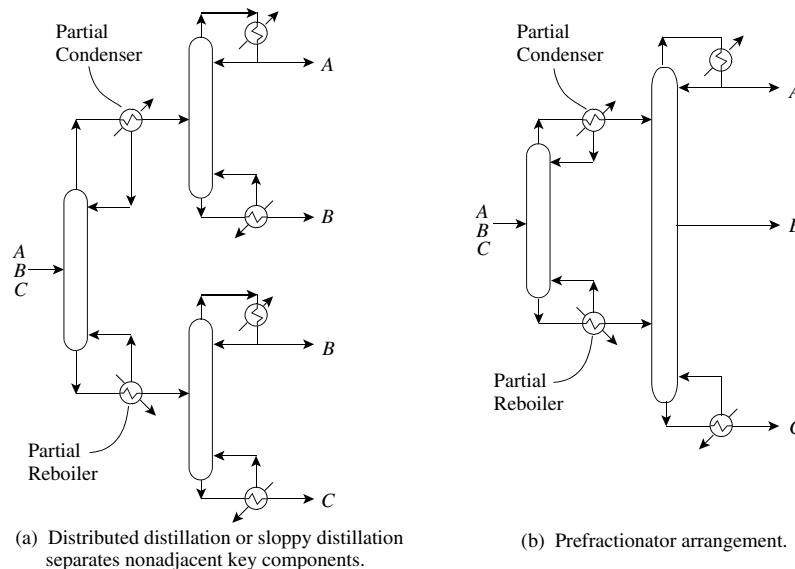 Partial
Condenser
A
B
A
B
C
B
Partial
Reboiler
C
(a) Distributed distillation or sloppy distillation
separates nonadjacent key components.
Partial
Condenser
A
A
B
C
B
Partial
Reboiler
C
(b) Prefractionator arrangement.